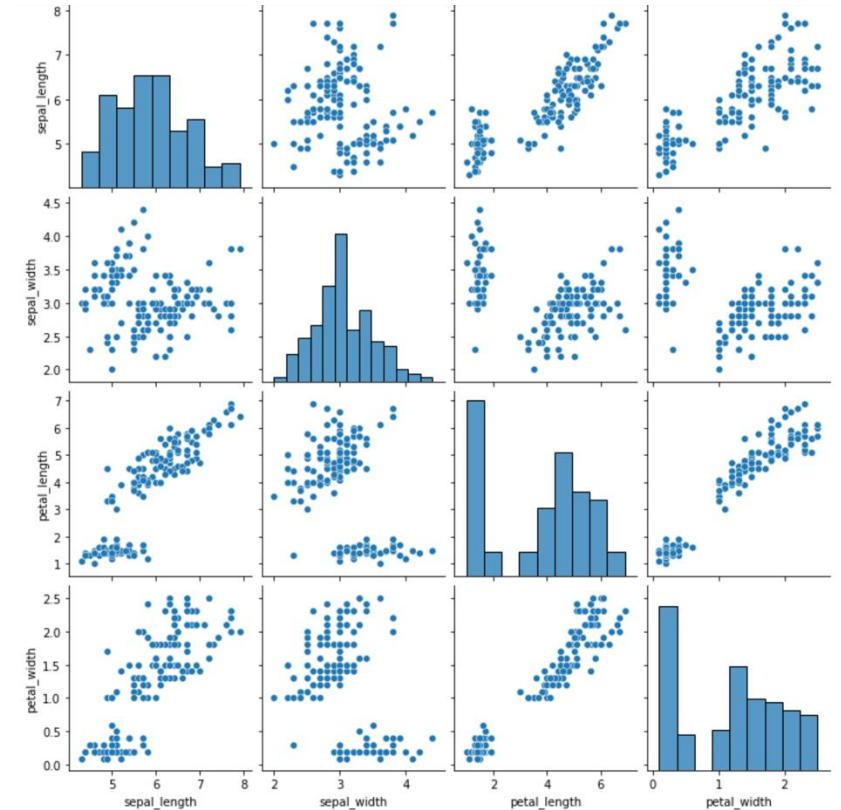 8
7
6
5
sepal_length
4.5
4.0
3.5
3.0
2.5
2.0
sepal_width
7
6
5
4
3
2
1
petal_length
2.5
2.0
1.5
1.0
0.5
0.0
petal_width
5 6 7 8
2 3 4
2 4 6
0 1 2
sepal_length sepal_width petal_length petal_width